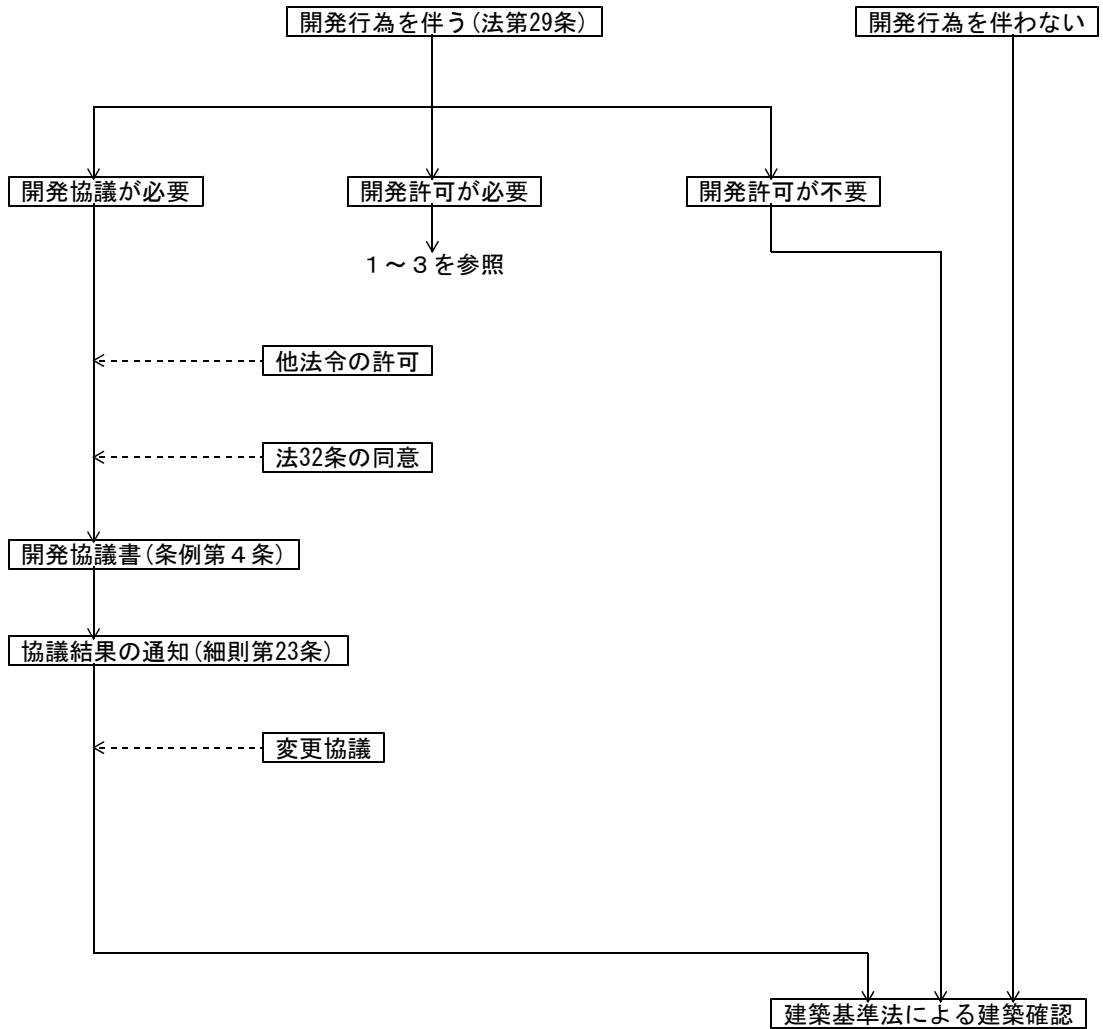 開発行為を伴う(法第29条)
開発行為を伴わない
開発協議が必要
開発許可が必要
開発許可が不要
１～３を参照
他法令の許可
法32条の同意
開発協議書(条例第４条)
協議結果の通知(細則第23条)
変更協議
建築基準法による建築確認